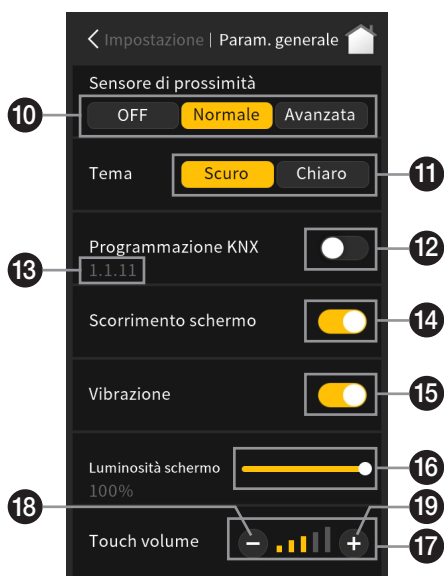 Impostazione | Param. generale
Sensore di prossimità
10
OFF Normale Avanzata
Tema Scuro Chiaro 11
Programmazione KNX 12
13 1.1.11
Scorrimento schermo 14
Vibrazione 15
Luminosità schermo 16
100%
18 19
Touch volume − + 17